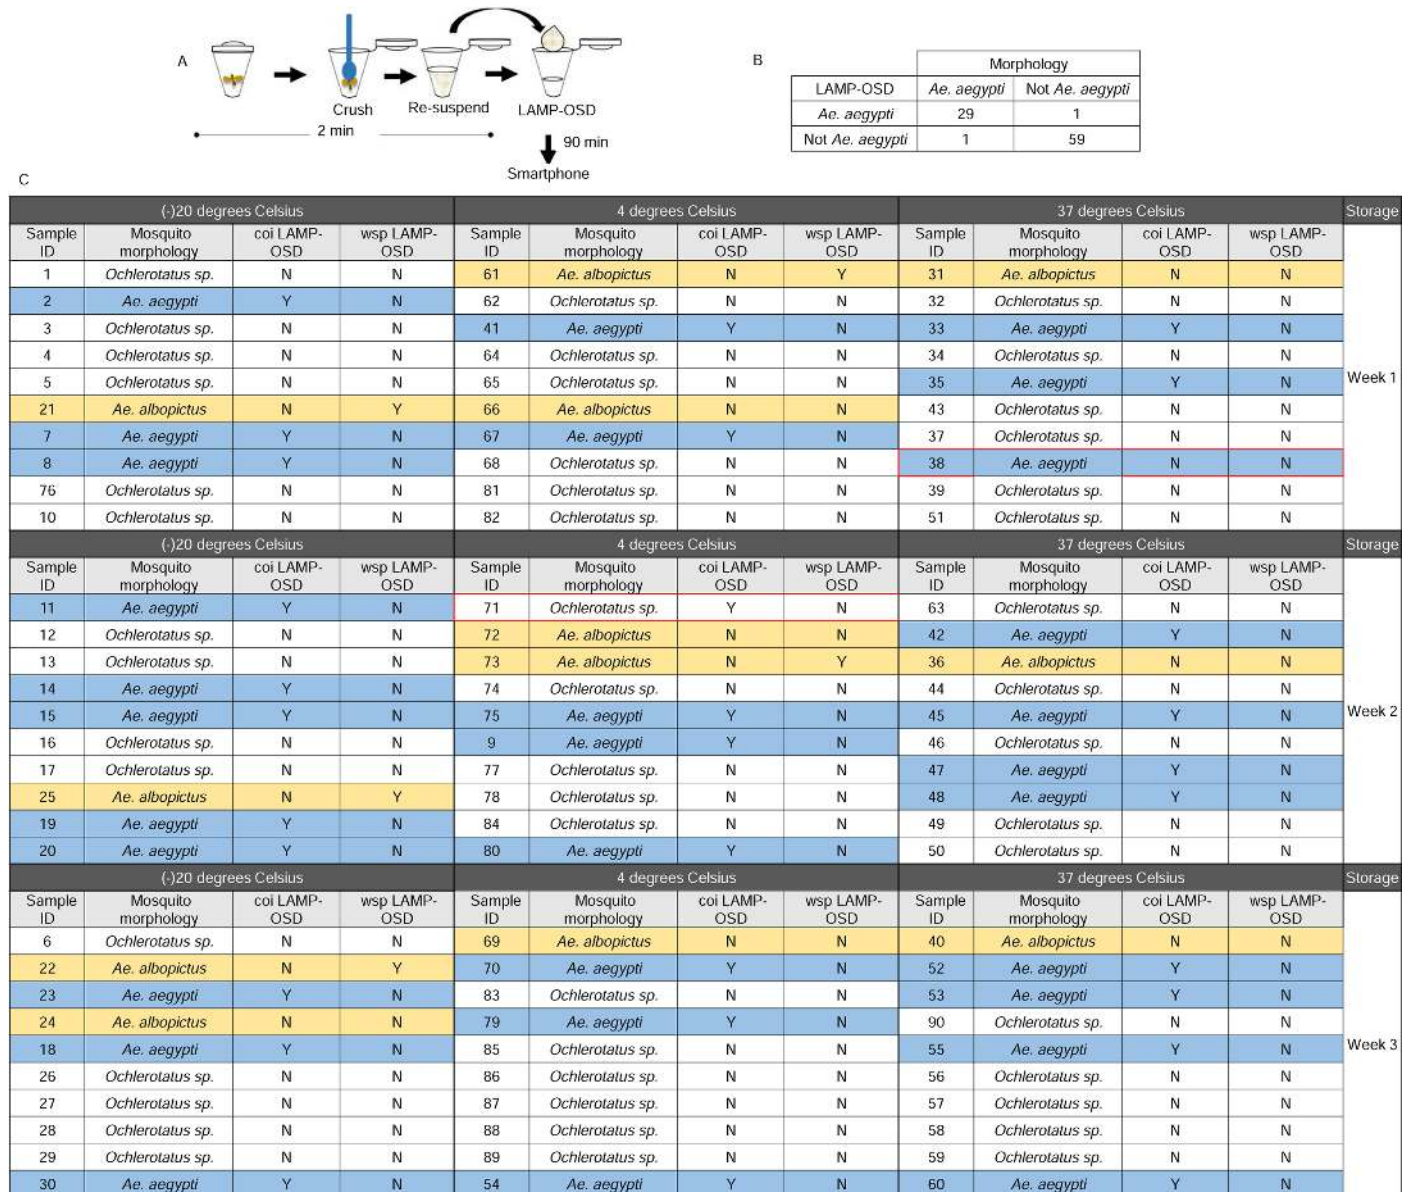 A
B
Crush
Re-suspend
LAMP-OSD
2 min
90 min
Smartphone
Morphology
LAMP-OSD Ae. aegypti Not Ae. aegypti
Ae. aegypti 29 1
Not Ae. aegypti 1 59
C
(-)20 degrees Celsius 4 degrees Celsius 37 degrees Celsius Storage
Sample ID Mosquito morphology coi LAMP-OSD wsp LAMP-OSD Sample ID Mosquito morphology coi LAMP-OSD wsp LAMP-OSD Sample ID Mosquito morphology coi LAMP-OSD wsp LAMP-OSD
1 Ochlerotatus sp. N N 61 Ae. albopictus N Y 31 Ae. albopictus N N
2 Ae. aegypti Y N 62 Ochlerotatus sp. N N 32 Ochlerotatus sp. N N
3 Ochlerotatus sp. N N 41 Ae. aegypti Y N 33 Ae. aegypti Y N
4 Ochlerotatus sp. N N 64 Ochlerotatus sp. N N 34 Ochlerotatus sp. N N
5 Ochlerotatus sp. N N 65 Ochlerotatus sp. N N 35 Ae. aegypti Y N Week 1
21 Ae. albopictus N Y 66 Ae. albopictus N N 43 Ochlerotatus sp. N N
7 Ae. aegypti Y N 67 Ae. aegypti Y N 37 Ochlerotatus sp. N N
8 Ae. aegypti Y N 68 Ochlerotatus sp. N N 38 Ae. aegypti N N
76 Ochlerotatus sp. N N 81 Ochlerotatus sp. N N 39 Ochlerotatus sp. N N
10 Ochlerotatus sp. N N 82 Ochlerotatus sp. N N 51 Ochlerotatus sp. N N
(-)20 degrees Celsius 4 degrees Celsius 37 degrees Celsius Storage
Sample ID Mosquito morphology coi LAMP-OSD wsp LAMP-OSD Sample ID Mosquito morphology coi LAMP-OSD wsp LAMP-OSD Sample ID Mosquito morphology coi LAMP-OSD wsp LAMP-OSD
11 Ae. aegypti Y N 71 Ochlerotatus sp. Y N 63 Ochlerotatus sp. N N
12 Ochlerotatus sp. N N 72 Ae. albopictus N N 42 Ae. aegypti Y N
13 Ochlerotatus sp. N N 73 Ae. albopictus N Y 36 Ae. albopictus N N
14 Ae. aegypti Y N 74 Ochlerotatus sp. N N 44 Ochlerotatus sp. N N
15 Ae. aegypti Y N 75 Ae. aegypti Y N 45 Ae. aegypti Y N Week 2
16 Ochlerotatus sp. N N 9 Ae. aegypti Y N 46 Ochlerotatus sp. N N
17 Ochlerotatus sp. N N 77 Ochlerotatus sp. N N 47 Ae. aegypti Y N
25 Ae. albopictus N Y 78 Ochlerotatus sp. N N 48 Ae. aegypti Y N
19 Ae. aegypti Y N 84 Ochlerotatus sp. N N 49 Ochlerotatus sp. N N
20 Ae. aegypti Y N 80 Ae. aegypti Y N 50 Ochlerotatus sp. N N
(-)20 degrees Celsius 4 degrees Celsius 37 degrees Celsius Storage
Sample ID Mosquito morphology coi LAMP-OSD wsp LAMP-OSD Sample ID Mosquito morphology coi LAMP-OSD wsp LAMP-OSD Sample ID Mosquito morphology coi LAMP-OSD wsp LAMP-OSD
6 Ochlerotatus sp. N N 69 Ae. albopictus N N 40 Ae. albopictus N N
22 Ae. albopictus N Y 70 Ae. aegypti Y N 52 Ae. aegypti Y N
23 Ae. aegypti Y N 83 Ochlerotatus sp. N N 53 Ae. aegypti Y N
24 Ae. albopictus N N 79 Ae. aegypti Y N 90 Ochlerotatus sp. N N
18 Ae. aegypti Y N 85 Ochlerotatus sp. N N 55 Ae. aegypti Y N Week 3
26 Ochlerotatus sp. N N 86 Ochlerotatus sp. N N 56 Ochlerotatus sp. N N
27 Ochlerotatus sp. N N 87 Ochlerotatus sp. N N 57 Ochlerotatus sp. N N
28 Ochlerotatus sp. N N 88 Ochlerotatus sp. N N 58 Ochlerotatus sp. N N
29 Ochlerotatus sp. N N 89 Ochlerotatus sp. N N 59 Ochlerotatus sp. N N
30 Ae. aegypti Y N 54 Ae. aegypti Y N 60 Ae. aegypti Y N